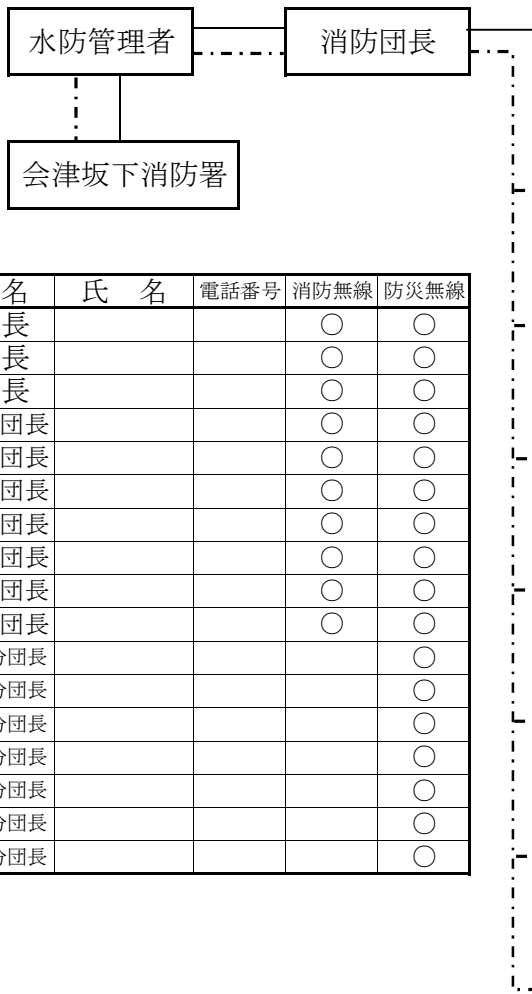 水防管理者 消防団長
会津坂下消防署
名 氏 名 電話番号 消防無線 防災無線
長 ○ ○
長 ○ ○
長 ○ ○
団長 ○ ○
団長 ○ ○
団長 ○ ○
団長 ○ ○
団長 ○ ○
団長 ○ ○
団長 ○ ○
分団長 ○
分団長 ○
分団長 ○
分団長 ○
分団長 ○
分団長 ○
分団長 ○